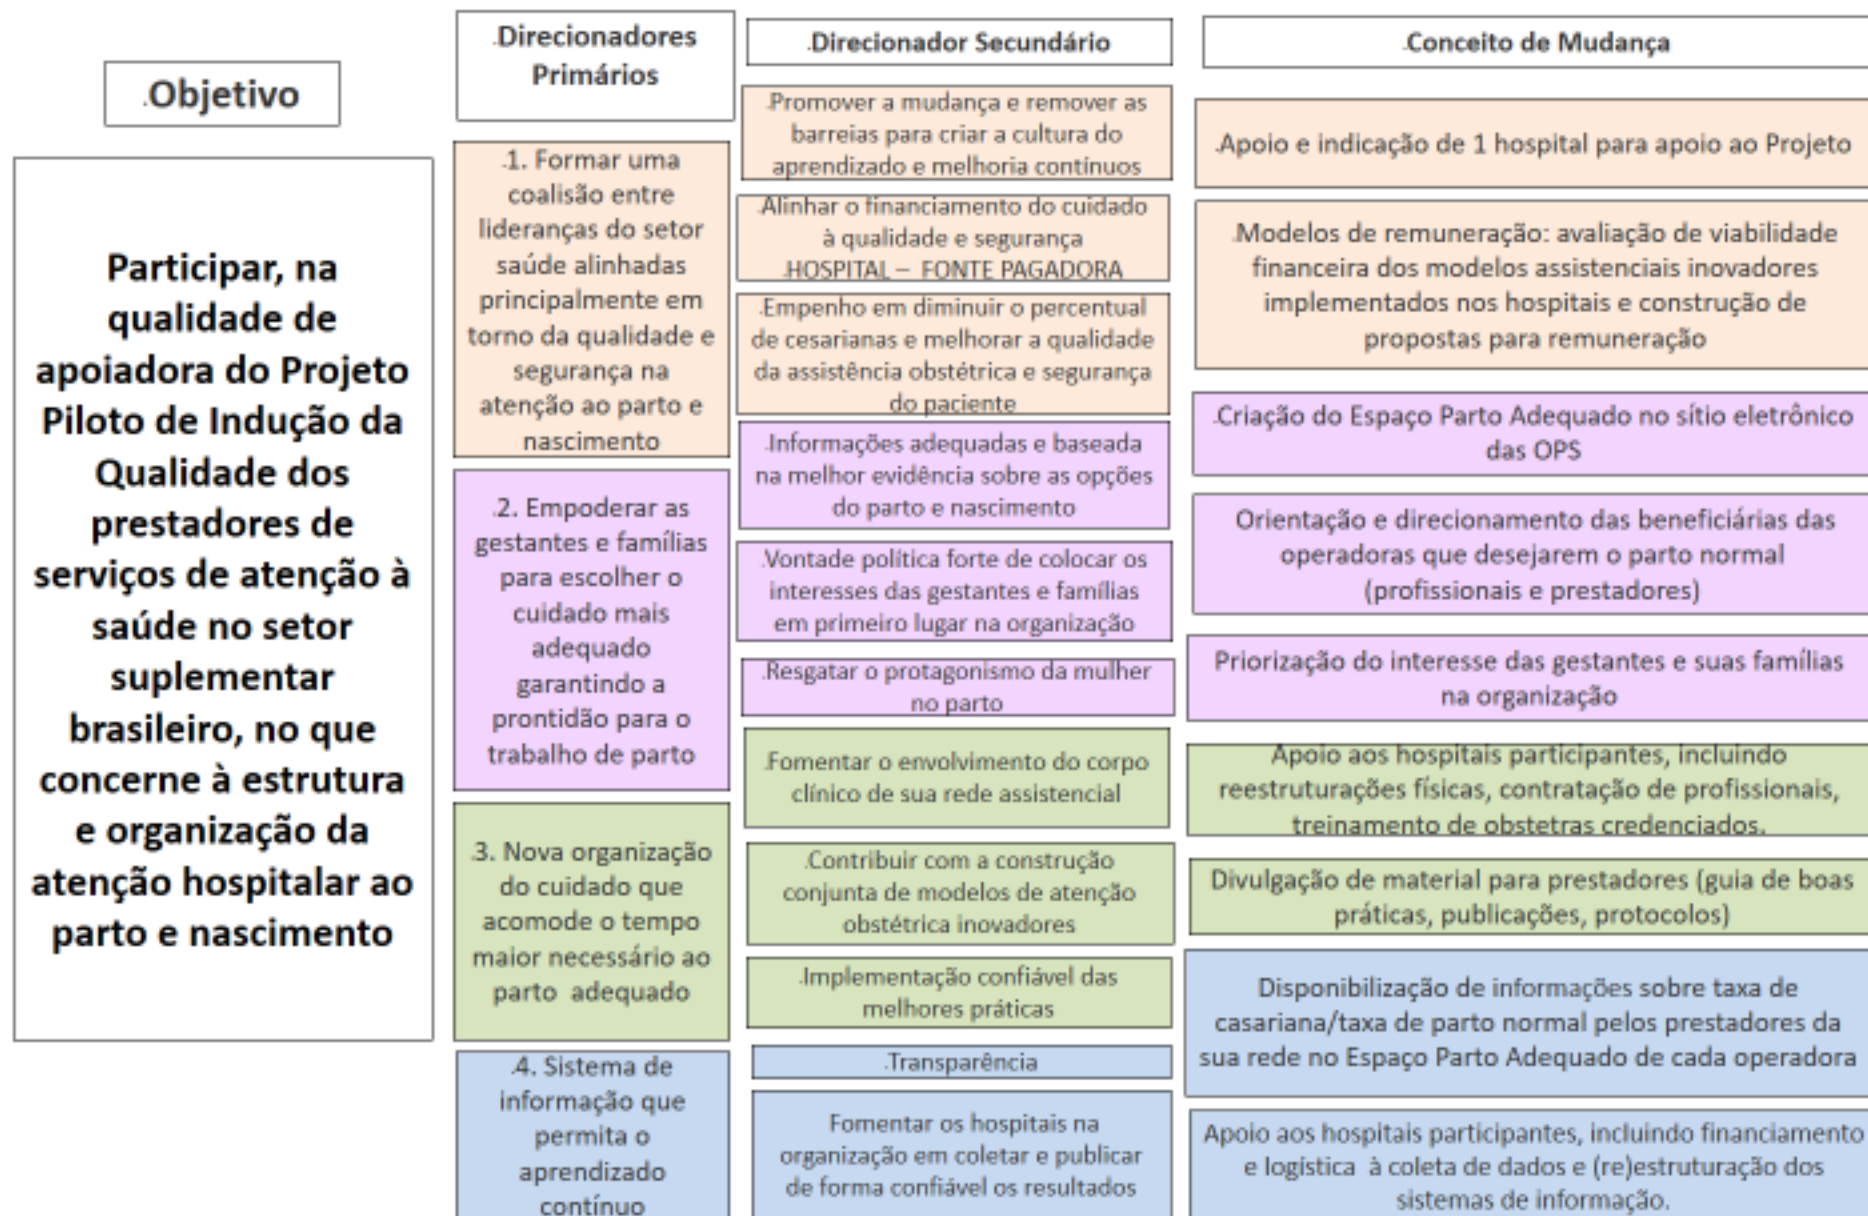 .Objetivo
Participar, na
qualidade de
apoiadora do Projeto
Piloto de Indução da
Qualidade dos
prestadores de
serviços de atenção à
saúde no setor
suplementar
brasileiro, no que
concerne à estrutura
e organização da
atenção hospitalar ao
parto e nascimento
.Direcionadores
Primários
.1. Formar uma
coalisão entre
lideranças do setor
saúde alinhadas
principalmente em
torno da qualidade e
segurança na
atenção ao parto e
nascimento
.2. Empoderar as
gestantes e famílias
para escolher o
cuidado mais
adequado
garantindo a
prontidão para o
trabalho de parto
.3. Nova organização
do cuidado que
acomode o tempo
maior necessário ao
parto adequado
.4. Sistema de
informação que
permita o
aprendizado
contínuo
.Direcionador Secundário
.Promover a mudança e remover as
barreias para criar a cultura do
aprendizado e melhoria contínuos
.Alinhar o financiamento do cuidado
à qualidade e segurança
.HOSPITAL – FONTE PAGADORA
.Empenho em diminuir o percentual
de cesarianas e melhorar a qualidade
da assistência obstétrica e segurança
do paciente
.Informações adequadas e baseada
na melhor evidência sobre as opções
do parto e nascimento
.Vontade política forte de colocar os
interesses das gestantes e famílias
em primeiro lugar na organização
.Resgatar o protagonismo da mulher
no parto
.Fomentar o envolvimento do corpo
clínico de sua rede assistencial
.Contribuir com a construção
conjunta de modelos de atenção
obstétrica inovadores
.Implementação confiável das
melhores práticas
.Transparência
Fomentar os hospitais na
organização em coletar e publicar
de forma confiável os resultados
.Conceito de Mudança
.Apoio e indicação de 1 hospital para apoio ao Projeto
.Modelos de remuneração: avaliação de viabilidade
financeira dos modelos assistenciais inovadores
implementados nos hospitais e construção de
propostas para remuneração
.Criação do Espaço Parto Adequado no sítio eletrônico
das OPS
Orientação e direcionamento das beneficiárias das
operadoras que desejarem o parto normal
(profissionais e prestadores)
Priorização do interesse das gestantes e suas famílias
na organização
Apoio aos hospitais participantes, incluindo
reestruturações físicas, contratação de profissionais,
treinamento de obstetras credenciados.
Divulgação de material para prestadores (guia de boas
práticas, publicações, protocolos)
Disponibilização de informações sobre taxa de
casariana/taxa de parto normal pelos prestadores da
sua rede no Espaço Parto Adequado de cada operadora
Apoio aos hospitais participantes, incluindo financiamento
e logística à coleta de dados e (re)estruturação dos
sistemas de informação.